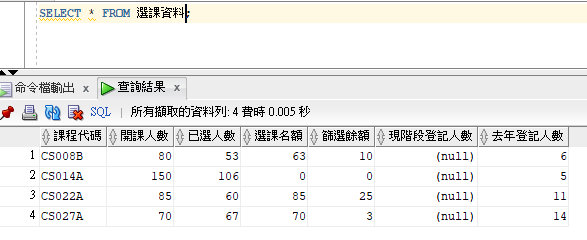 SELECT * FROM 選課資料;
命令檔輸出 x 查詢結果 x
SQL | 所有擷取的資料列: 4 費時 0.005 秒
課程代碼 開課人數 已選人數 選課名額 篩選餘額 現階段登記人數 去年登記人數
1 CS008B 80 53 63 10 (null) 6
2 CS014A 150 106 0 0 (null) 5
3 CS022A 85 60 85 25 (null) 11
4 CS027A 70 67 70 3 (null) 14